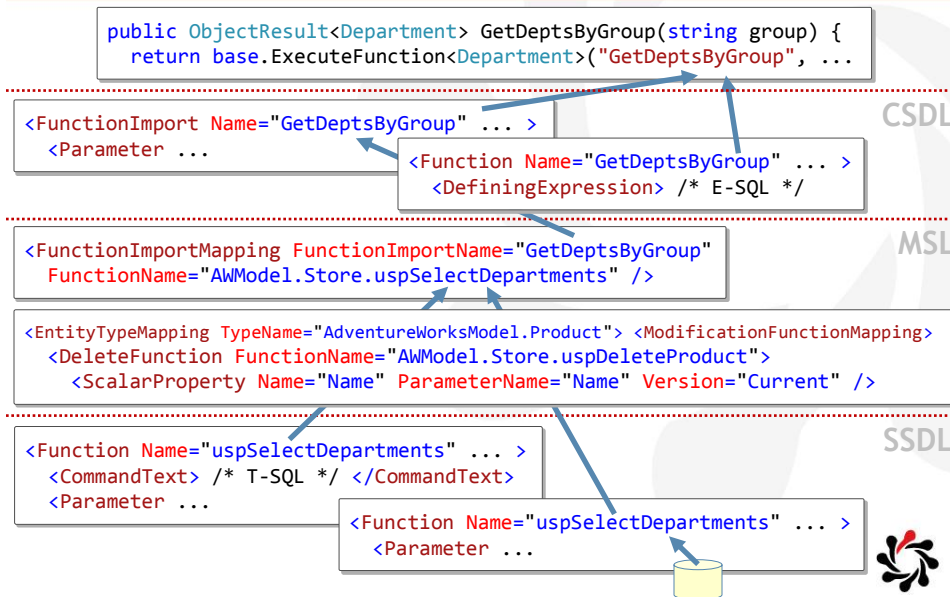 public ObjectResult<Department> GetDeptsByGroup(string group) {
return base.ExecuteFunction<Department>("GetDeptsByGroup", ...
CSDL
<FunctionImport Name="GetDeptsByGroup" ... >
<Parameter ...
<Function Name="GetDeptsByGroup" ... >
<DefiningExpression> /* E-SQL */
MSL
<FunctionImportMapping FunctionImportName="GetDeptsByGroup"
FunctionName="AWModel.Store.uspSelectDepartments" />
<EntityTypeMapping TypeName="AdventureWorksModel.Product"> <ModificationFunctionMapping>
<DeleteFunction FunctionName="AWModel.Store.uspDeleteProduct">
<ScalarProperty Name="Name" ParameterName="Name" Version="Current" />
SSDL
<Function Name="uspSelectDepartments" ... >
<CommandText> /* T-SQL */ </CommandText>
<Parameter ...
<Function Name="uspSelectDepartments" ... >
<Parameter ...